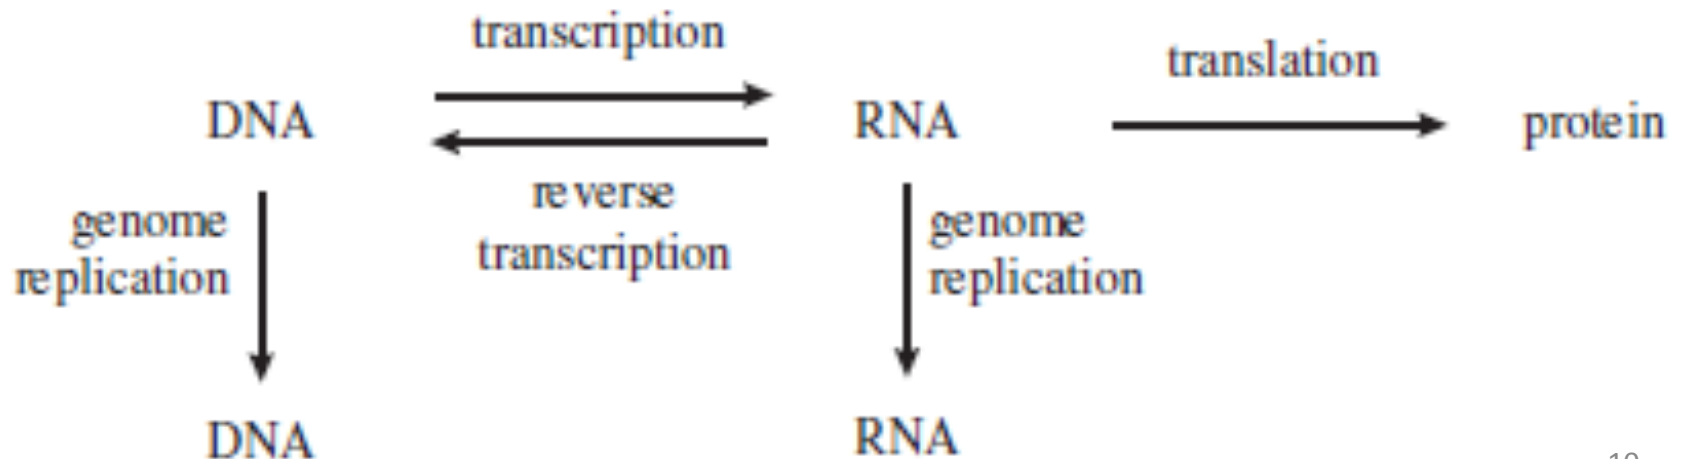 transcription
translation
DNA
RNA
protein
reverse
transcription
genome
replication
genome
replication
DNA
RNA